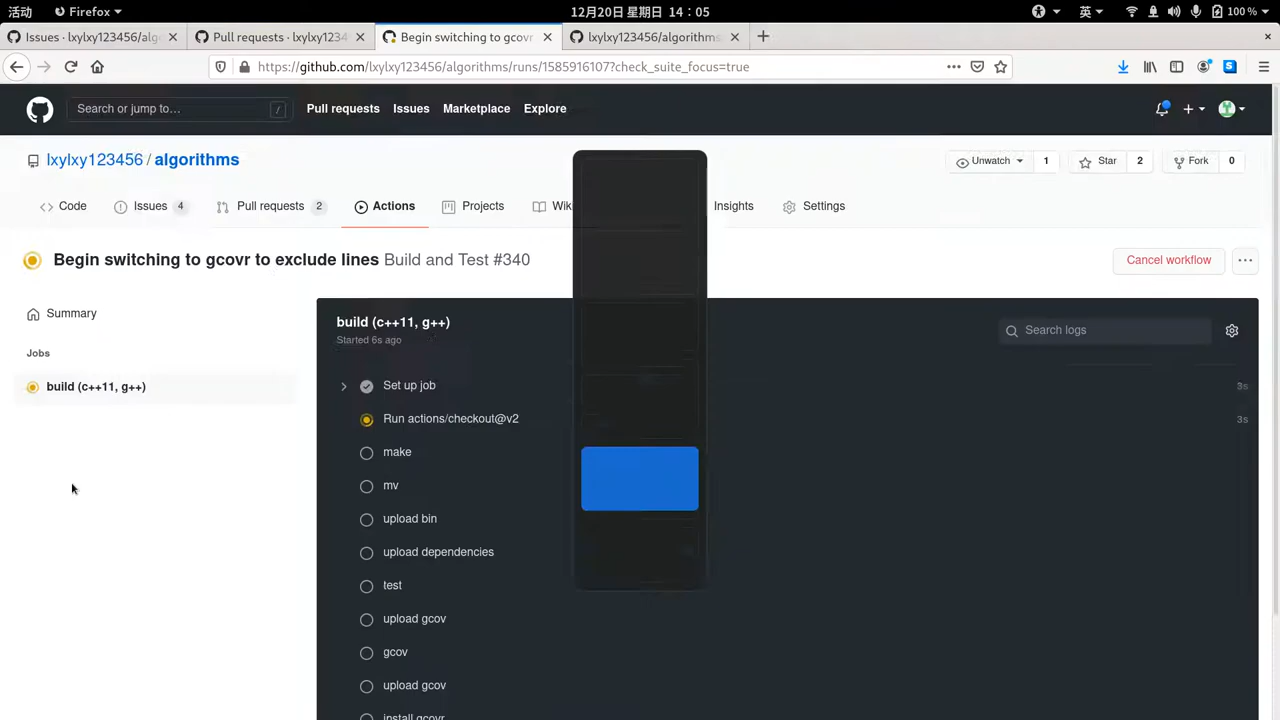 活动 Firefox 12月20日 星期日 14：05 英 100 %
Issues · lxylxy123456/algo Pull requests · lxylxy1234 Begin switching to gcovr lxylxy123456/algorithms
https://github.com/lxylxy123456/algorithms/runs/1585916107?check_suite_focus=true
Search or jump to… / Pull requests Issues Marketplace Explore
lxylxy123456 / algorithms Unwatch 1 Star 2 Fork 0
Code Issues 4 Pull requests 2 Actions Projects Wik Insights Settings
Begin switching to gcovr to exclude lines Build and Test #340 Cancel workflow
Summary
Jobs
build (c++11, g++)
build (c++11, g++)
Started 6s ago
Search logs
Set up job 3s
Run actions/checkout@v2 3s
make
mv
upload bin
upload dependencies
test
upload gcov
gcov
upload gcov
install gcovr